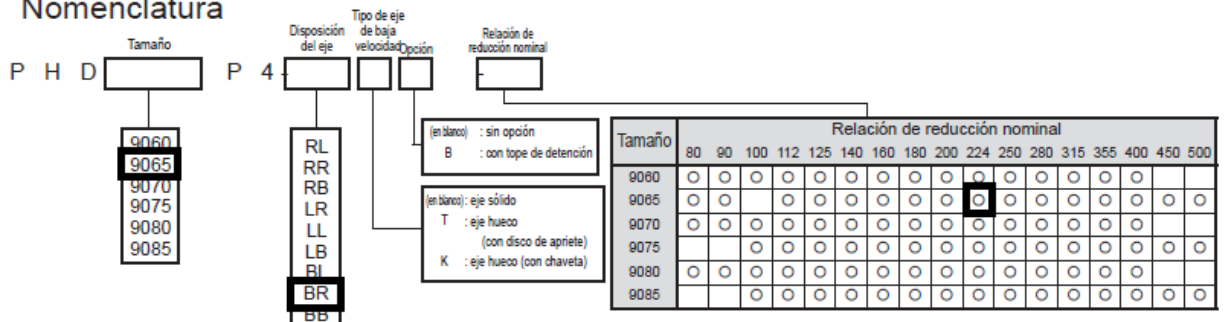 Nomenclatura
Tamaño
Disposición
del eje
Tipo de eje
de baja
velocidad
Opción
Relación de
reducción nominal
P H D P 4 - -
9060
9065
9070
9075
9080
9085
RL
RR
RB
LR
LL
LB
BL
BR
BB
(en blanco) : sin opción
B : con tope de detención
(en blanco): eje sólido
T : eje hueco
(con disco de apriete)
K : eje hueco (con chaveta)
Tamaño Relación de reducción nominal
80 90 100 112 125 140 160 180 200 224 250 280 315 355 400 450 500
9060 O O O O O O O O O O O O O O O
9065 O O O O O O O O O O O O O O O O
9070 O O O O O O O O O O O O O O O
9075 O O O O O O O O O O O O O O O
9080 O O O O O O O O O O O O O O O
9085 O O O O O O O O O O O O O O O